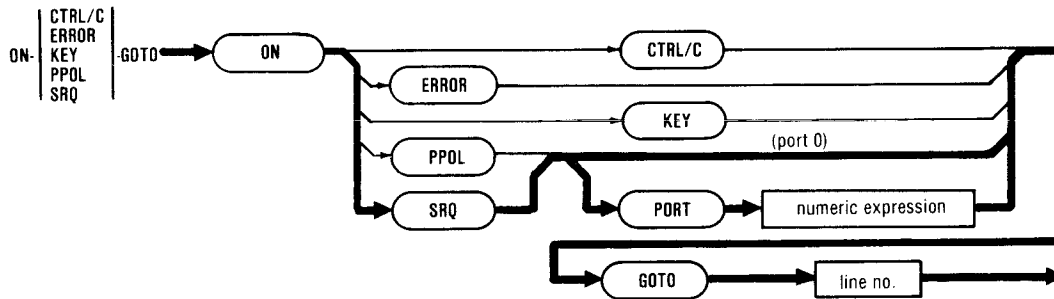 ON- CTRL/C ERROR KEY PPOL SRQ -GOTO
ON
CTRL/C
ERROR
KEY
PPOL
(port 0)
SRQ
PORT
numeric expression
GOTO
line no.